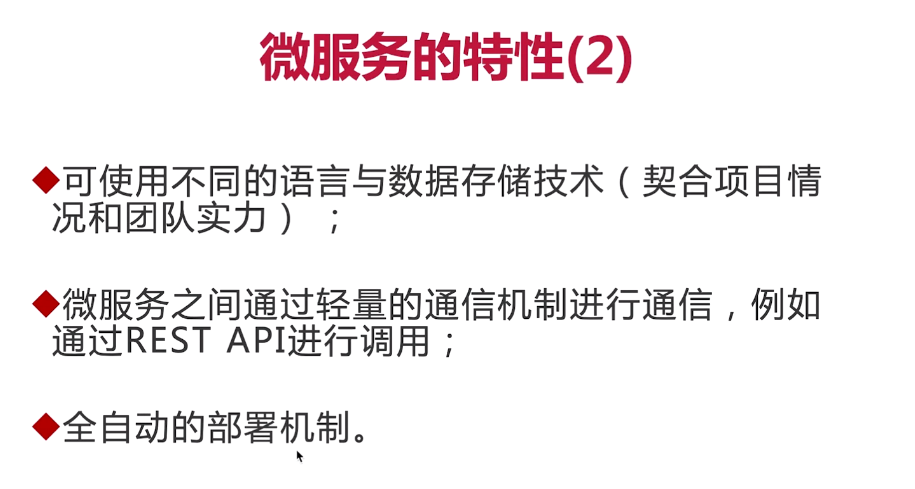 微服务的特性(2)
◆可使用不同的语言与数据存储技术（契合项目情
况和团队实力）；
◆微服务之间通过轻量的通信机制进行通信，例如
通过REST API进行调用；
◆全自动的部署机制。